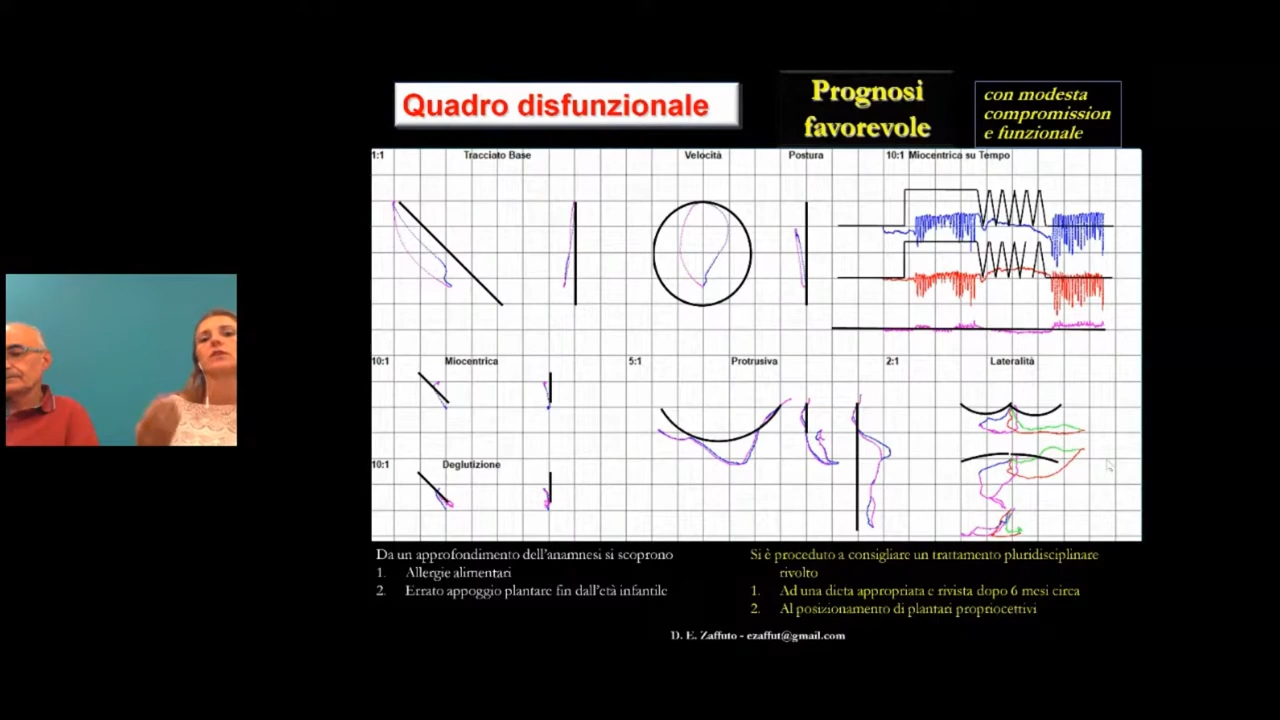 Quadro disfunzionale
Prognosi
favorevole
con modesta
compromission
e funzionale
1:1 Tracciato Base Velocità Postura 10:1 Miocentrica su Tempo
10:1 Miocentrica 5:1 Protrusiva 2:1 Lateralità
10:1 Deglutizione
Da un approfondimento dell'anamnesi si scoprono
1. Allergie alimentari
2. Errato appoggio plantare fin dall'età infantile
Si è proceduto a consigliare un trattamento pluridisciplinare
rivolto
1. Ad una dieta appropriata e rivista dopo 6 mesi circa
2. Al posizionamento di plantari propriocettivi
D. E. Zaffuto - ezaffut@gmail.com